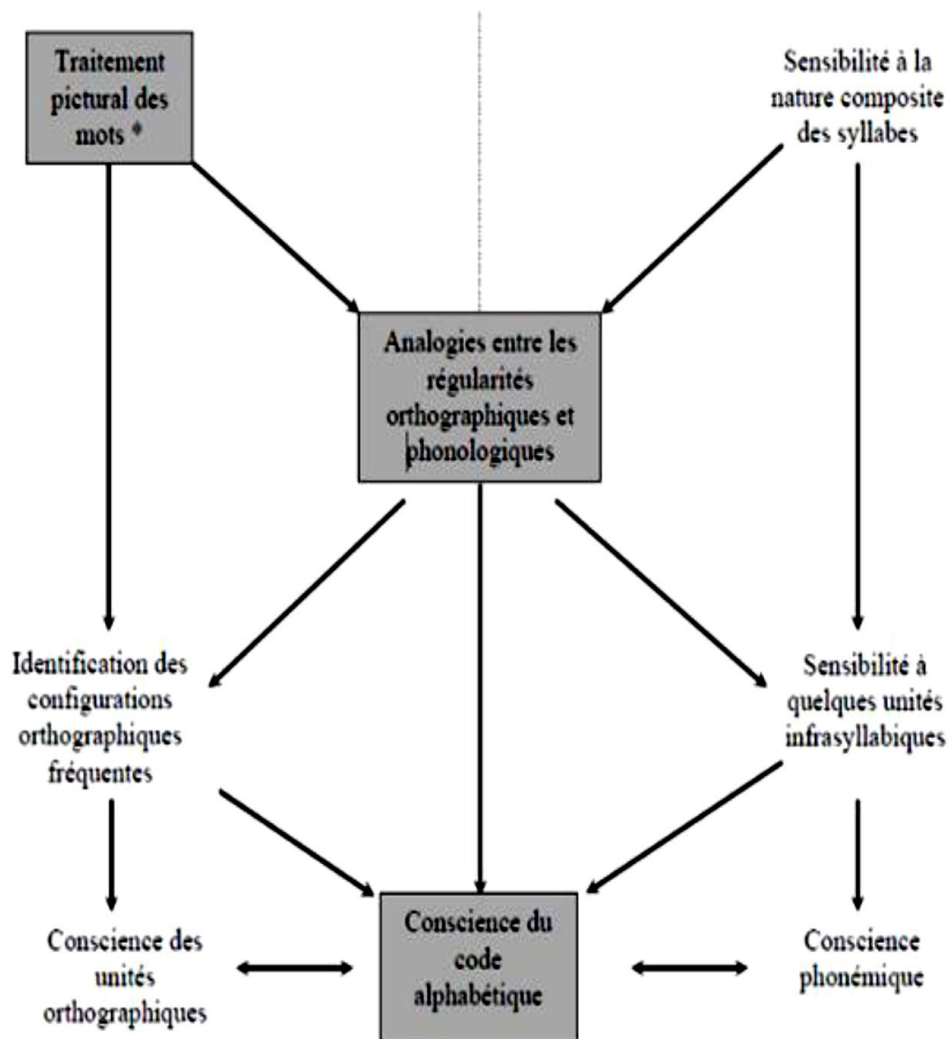 Traitement
pictural des
mots *
Sensibilité à la
nature composite
des syllabes
Analogies entre les
régularités
orthographiques et
phonologiques
Identification des
configurations
orthographiques
fréquentes
Sensibilité à
quelques unités
infrasyllabiques
Conscience des
unités
orthographiques
Conscience du
code
alphabétique
Conscience
phonémique